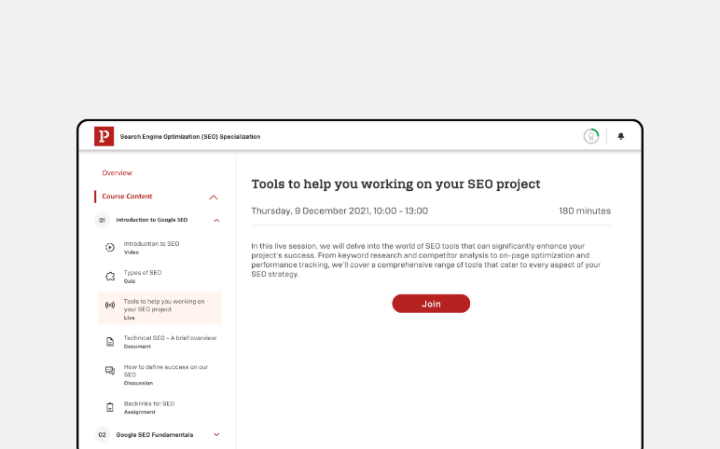 P
Search Engine Optimization (SEO) Specialization
Overview
Course Content
01 Introduction to Google SEO
Introduction to SEO
Video
Types of SEO
Quiz
Tools to help you working on
your SEO project
Live
Technical SEO - A brief overview
Document
How to define success on our
SEO
Discussion
Backlinks for SEO
Assignment
02 Google SEO Fundamentals
Tools to help you working on your SEO project
Thursday, 9 December 2021, 10:00 - 13:00 180 minutes
In this live session, we will delve into the world of SEO tools that can significantly enhance your
project's success. From keyword research and competitor analysis to on-page optimization and
performance tracking, we'll cover a comprehensive range of tools that cater to every aspect of your
SEO strategy.
Join